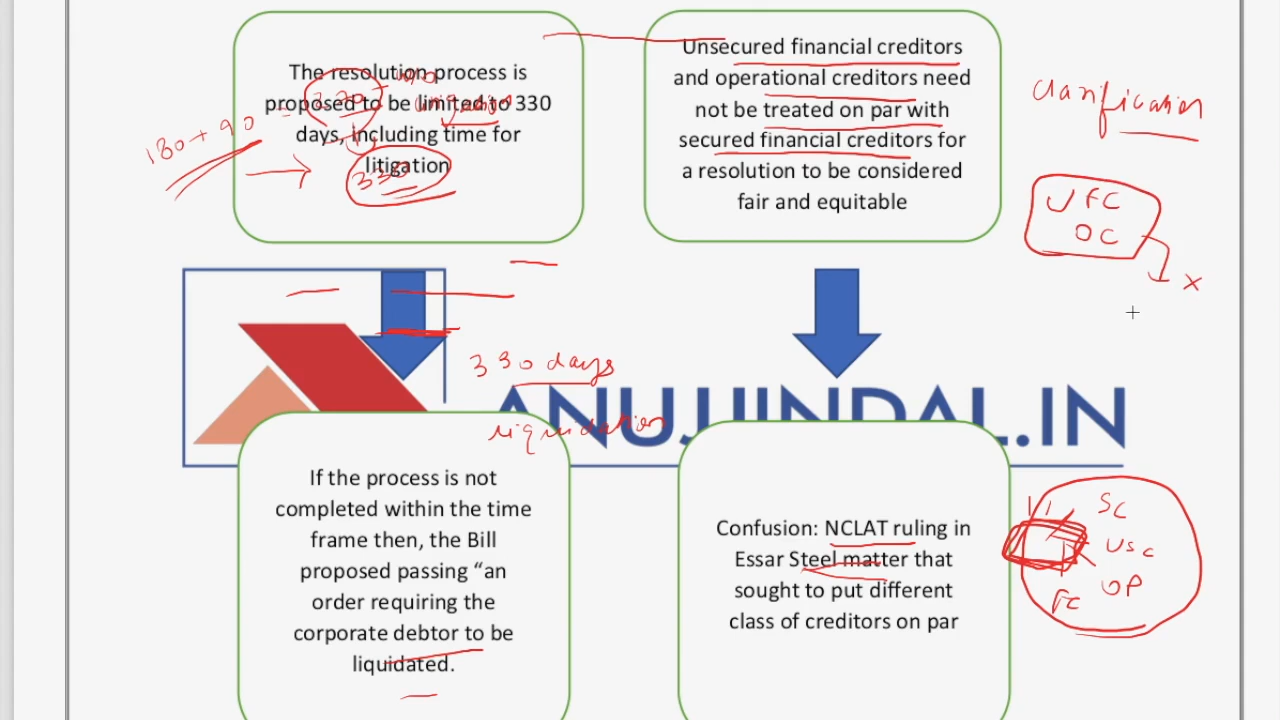 The resolution process is
proposed to be limited to 330
days, including time for
litigation
180+90 =
270
330
Unsecured financial creditors
and operational creditors need
not be treated on par with
secured financial creditors for
a resolution to be considered
fair and equitable
clarification
UFC
OC
x
330 days
liquidation
ANUJJINDAL.IN
If the process is not
completed within the time
frame then, the Bill
proposed passing “an
order requiring the
corporate debtor to be
liquidated.
Confusion: NCLAT ruling in
Essar Steel matter that
sought to put different
class of creditors on par
SC
USC
OP
FC